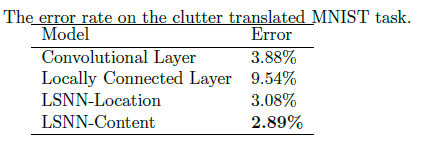 The error rate on the clutter translated MNIST task.
Model Error
Convolutional Layer 3.88%
Locally Connected Layer 9.54%
LSNN-Location 3.08%
LSNN-Content 2.89%